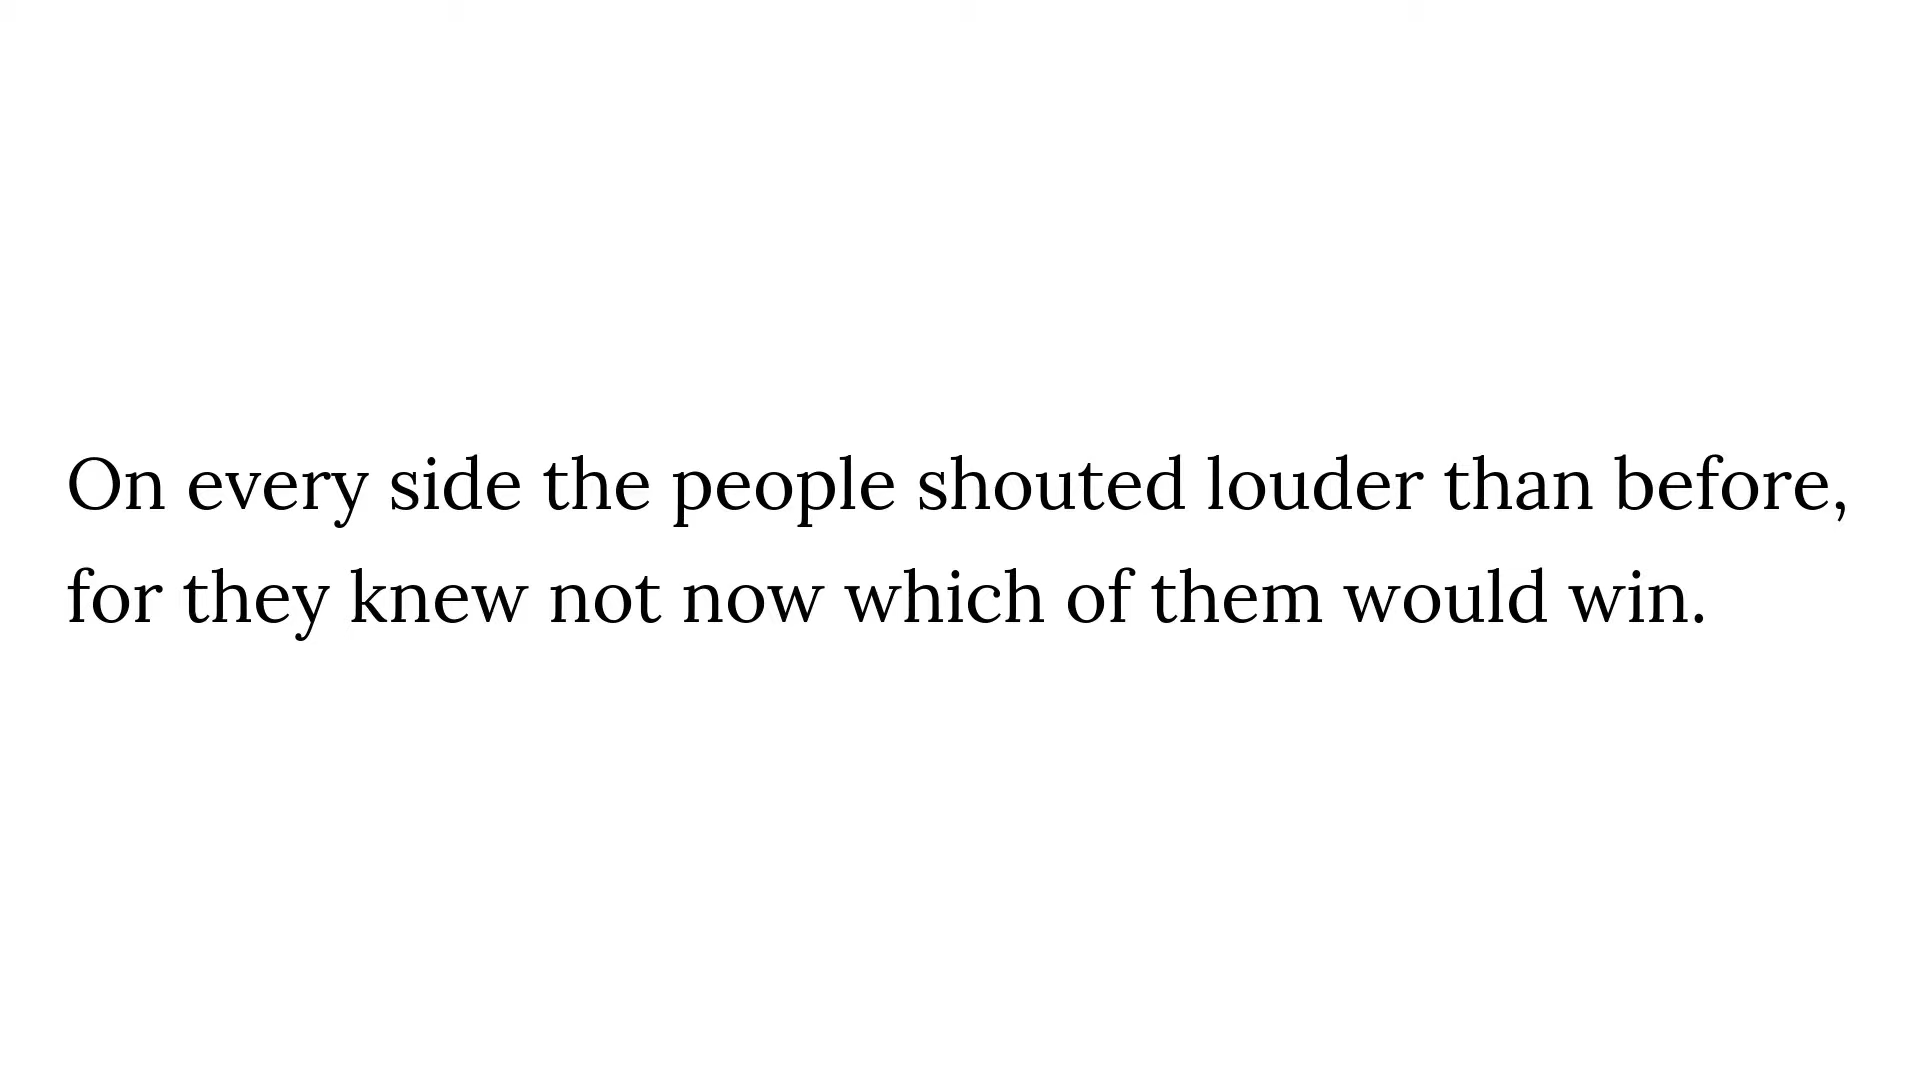 On every side the people shouted louder than before,
for they knew not now which of them would win.